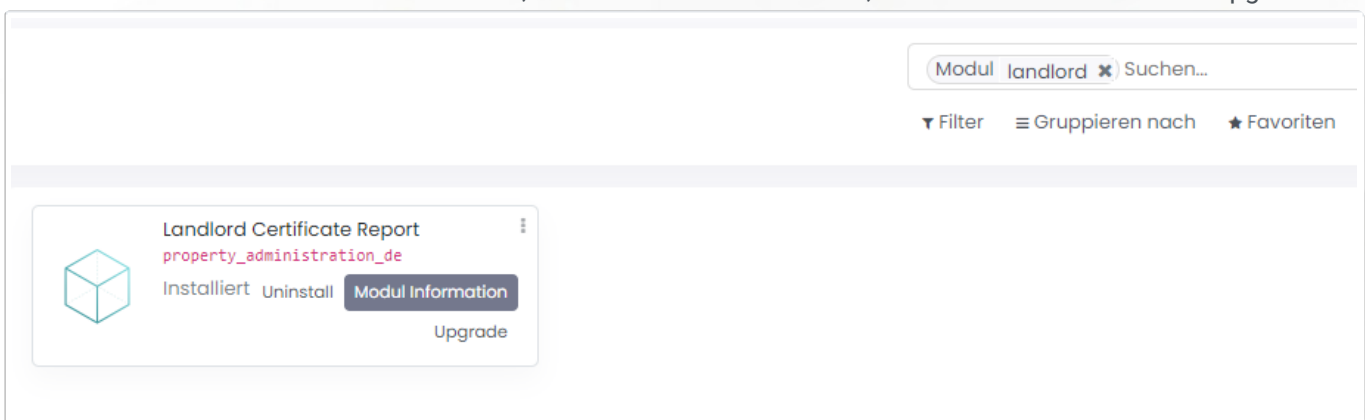 Modul landlord ✖ Suchen...
Filter Gruppieren nach Favoriten
Landlord Certificate Report
property_administration_de
Installiert Uninstall Modul Information
Upgrade